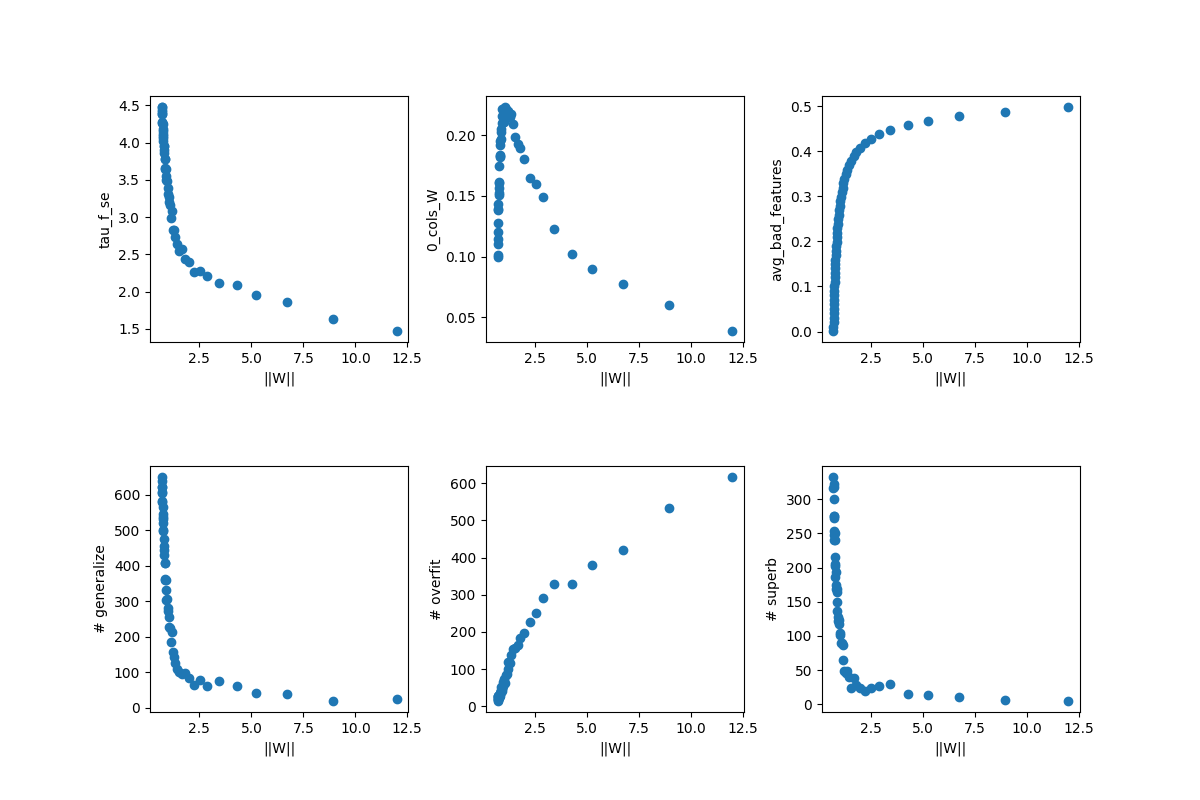 tau_f_se
4.5
4.0
3.5
3.0
2.5
2.0
1.5
2.5 5.0 7.5 10.0 12.5
||W||
0_cols_W
0.20
0.15
0.10
0.05
2.5 5.0 7.5 10.0 12.5
||W||
avg_bad_features
0.5
0.4
0.3
0.2
0.1
0.0
2.5 5.0 7.5 10.0 12.5
||W||
# generalize
600
500
400
300
200
100
0
2.5 5.0 7.5 10.0 12.5
||W||
# overfit
600
500
400
300
200
100
0
2.5 5.0 7.5 10.0 12.5
||W||
# superb
300
250
200
150
100
50
0
2.5 5.0 7.5 10.0 12.5
||W||